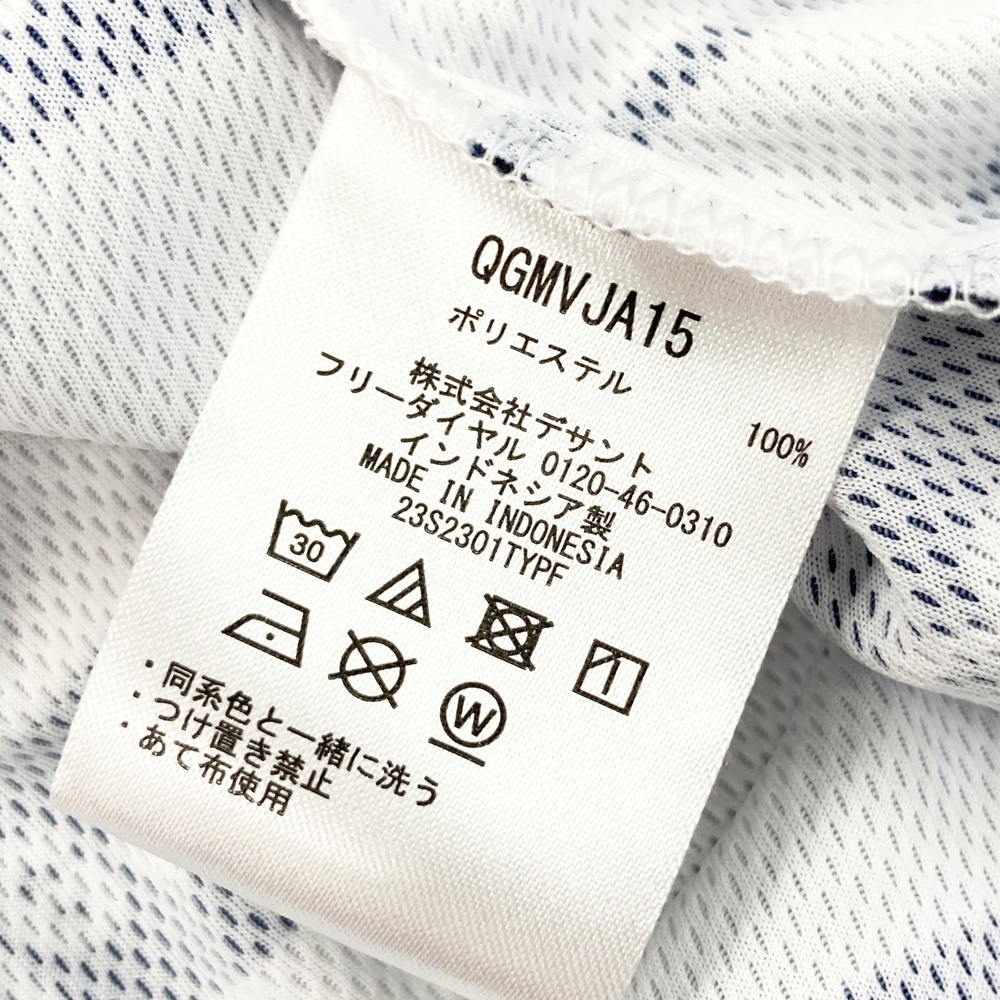 QGMVJA15
ポリエステル 100%
株式会社デサント
フリーダイヤル 0120-46-0310
インドネシア製
MADE IN INDONESIA
23S2301TYPF
30
W
・同系色と一緒に洗う
・つけ置き禁止
・あて布使用